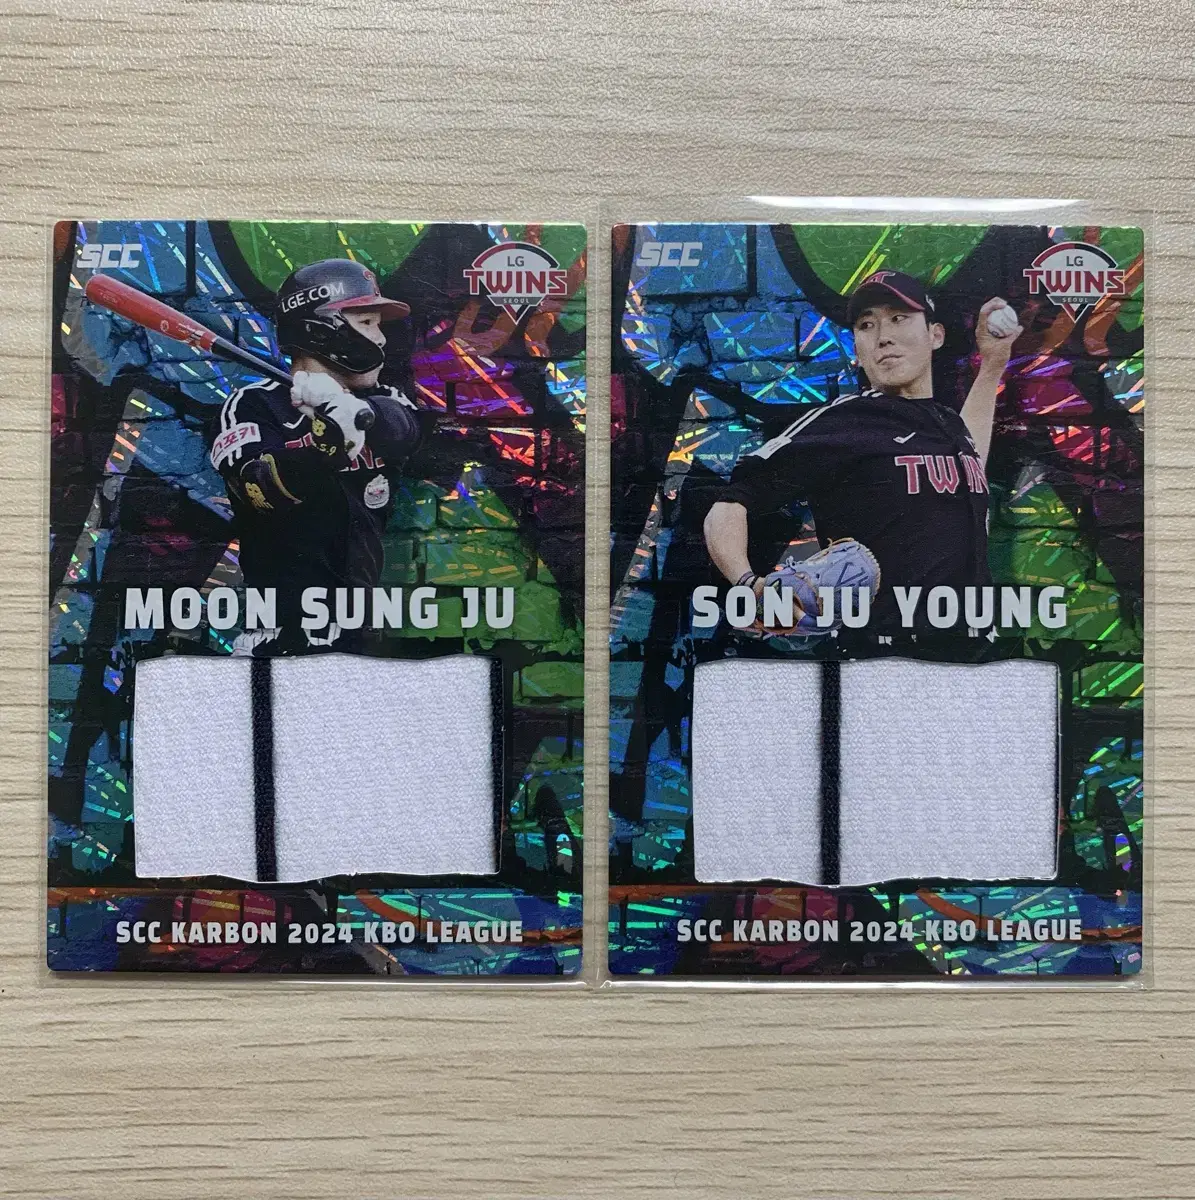 SCC
LG
TWINS
SEOUL
LGE.COM
MOON SUNG JU
SCC KARBON 2024 KBO LEAGUE
SCC
LG
TWINS
SEOUL
TWIN
SON JU YOUNG
SCC KARBON 2024 KBO LEAGUE